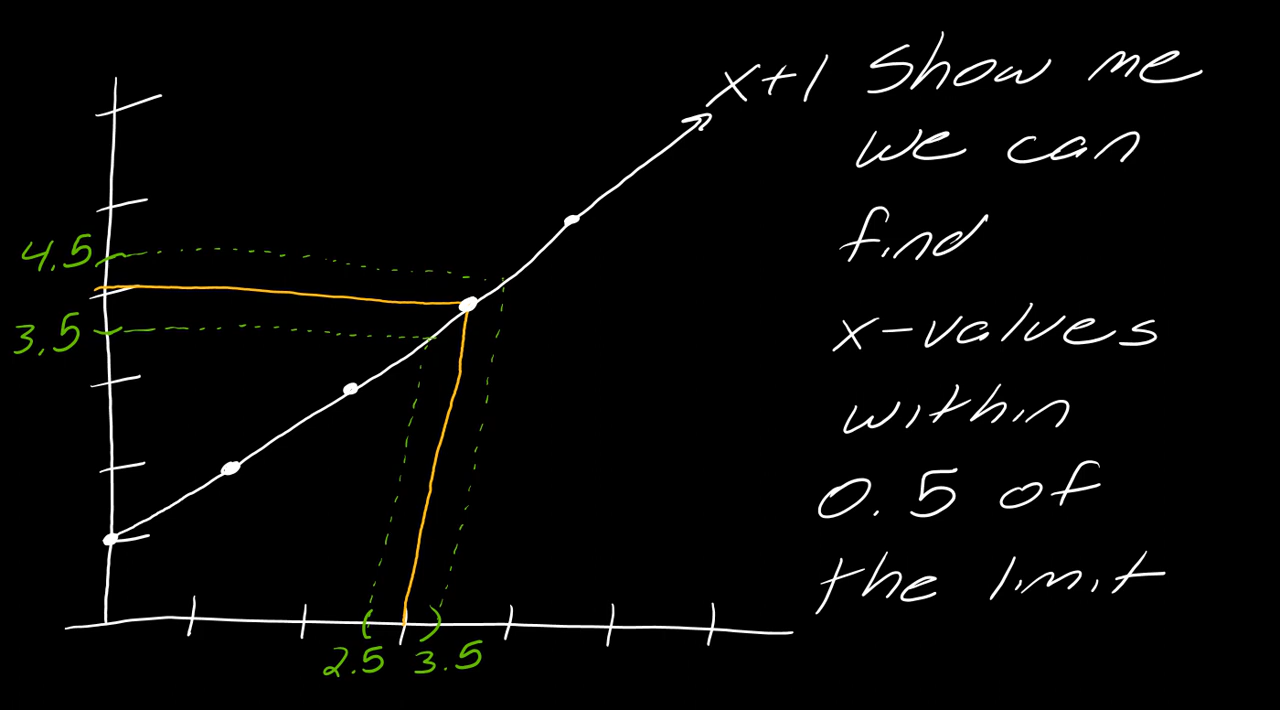 x+1
Show me
we can
find
x-values
within
0.5 of
the limit
4.5
3.5
2.5 3.5